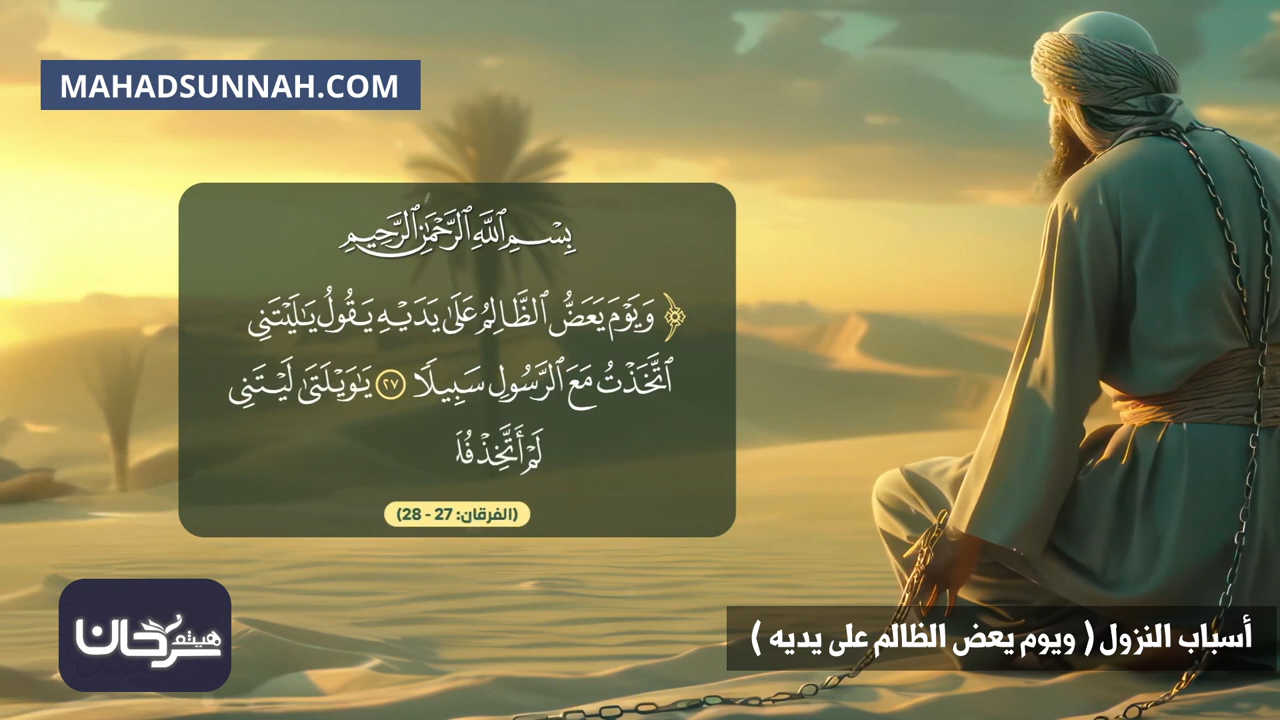 MAHADSUNNAH.COM
بِسْمِ ٱللَّهِ ٱلرَّحْمَٰنِ ٱلرَّحِيمِ
﴿ وَيَوْمَ يَعَضُّ ٱلظَّالِمُ عَلَىٰ يَدَيْهِ يَقُولُ يَٰلَيْتَنِى
ٱتَّخَذْتُ مَعَ ٱلرَّسُولِ سَبِيلًا ٢٧ يَٰوَيْلَتَىٰ لَيْتَنِى
لَمْ أَتَّخِذْ فُلَا
(الفرقان: 27 - 28)
هيثم سرحان
أسباب النزول ( ويوم يعض الظالم على يديه )